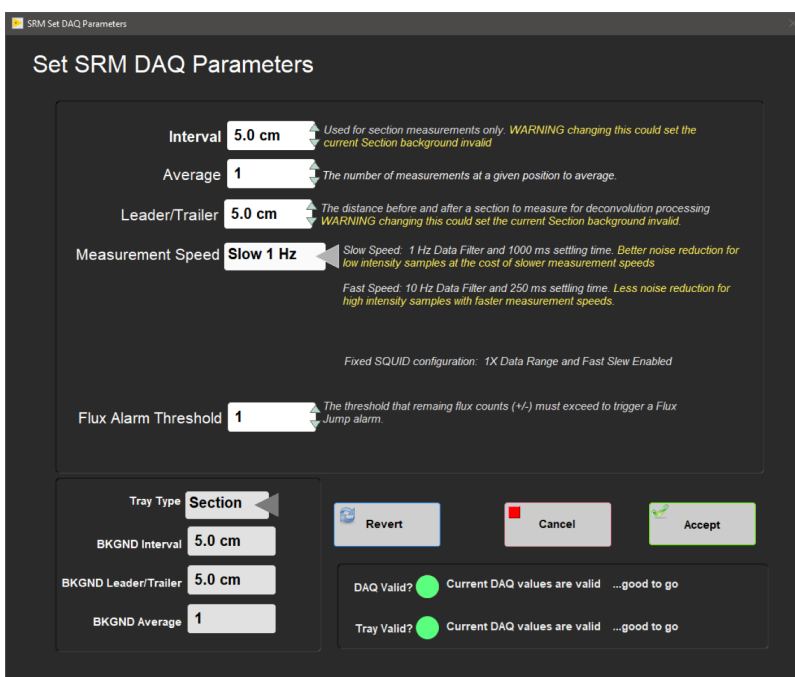 SRM Set DAQ Parameters
Set SRM DAQ Parameters
Interval 5.0 cm Used for section measurements only. WARNING changing this could set the
current Section background invalid
Average 1 The number of measurements at a given position to average.
Leader/Trailer 5.0 cm The distance before and after a section to measure for deconvolution processing
WARNING changing this could set the current Section background invalid.
Measurement Speed Slow 1 Hz Slow Speed: 1 Hz Data Filter and 1000 ms settling time. Better noise reduction for
low intensity samples at the cost of slower measurement speeds
Fast Speed: 10 Hz Data Filter and 250 ms settling time. Less noise reduction for
high intensity samples with faster measurement speeds.
Fixed SQUID configuration: 1X Data Range and Fast Slew Enabled
Flux Alarm Threshold 1 The threshold that remaing flux counts (+/-) must exceed to trigger a Flux
Jump alarm.
Tray Type Section
BKGND Interval 5.0 cm
BKGND Leader/Trailer 5.0 cm
BKGND Average 1
Revert
Cancel
Accept
DAQ Valid? Current DAQ values are valid ...good to go
Tray Valid? Current DAQ values are valid ...good to go